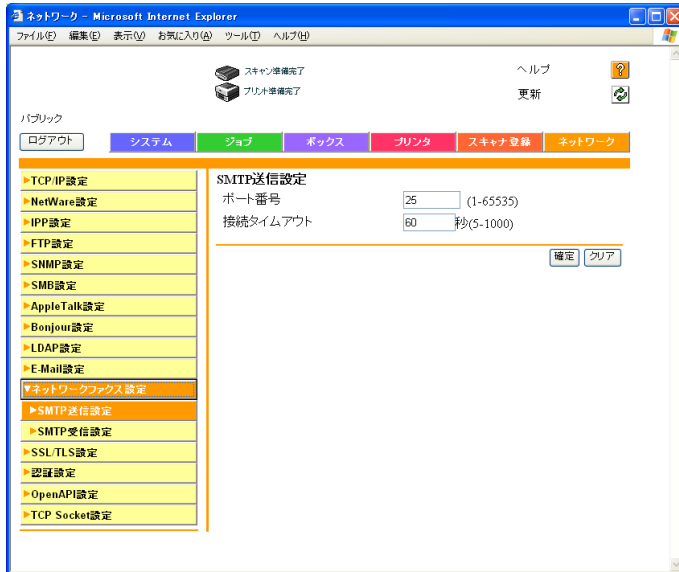 ネットワーク - Microsoft Internet Explorer
ファイル(F) 編集(E) 表示(V) お気に入り(A) ツール(T) ヘルプ(H)
スキャン準備完了
ヘルプ ?
プリント準備完了
更新
パブリック
ログアウト システム ジョブ ボックス プリンタ スキャナ登録 ネットワーク
TCP/IP設定
NetWare設定
IPP設定
FTP設定
SNMP設定
SMB設定
AppleTalk設定
Bonjour設定
LDAP設定
E-Mail設定
ネットワークファクス設定
SMTP送信設定
SMTP受信設定
SSL/TLS設定
認証設定
OpenAPI設定
TCP Socket設定
SMTP送信設定
ポート番号 25 (1-65535)
接続タイムアウト 60 秒(5-1000)
確定 クリア